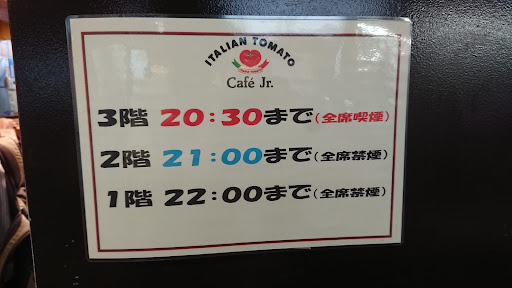 ITALIAN TOMATO
Café Jr.
3階 20:30まで(全席喫煙)
2階 21:00まで(全席禁煙)
1階 22:00まで(全席禁煙)